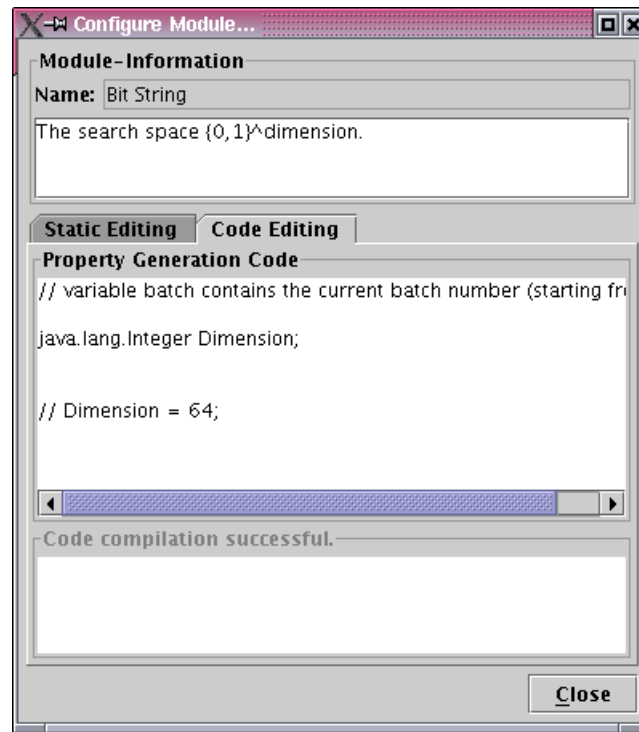 Configure Module...
Module-Information
Name: Bit String
The search space {0,1}^dimension.
Static Editing Code Editing
Property Generation Code
// variable batch contains the current batch number (starting fr
java.lang.Integer Dimension;
// Dimension = 64;
Code compilation successful.
Close